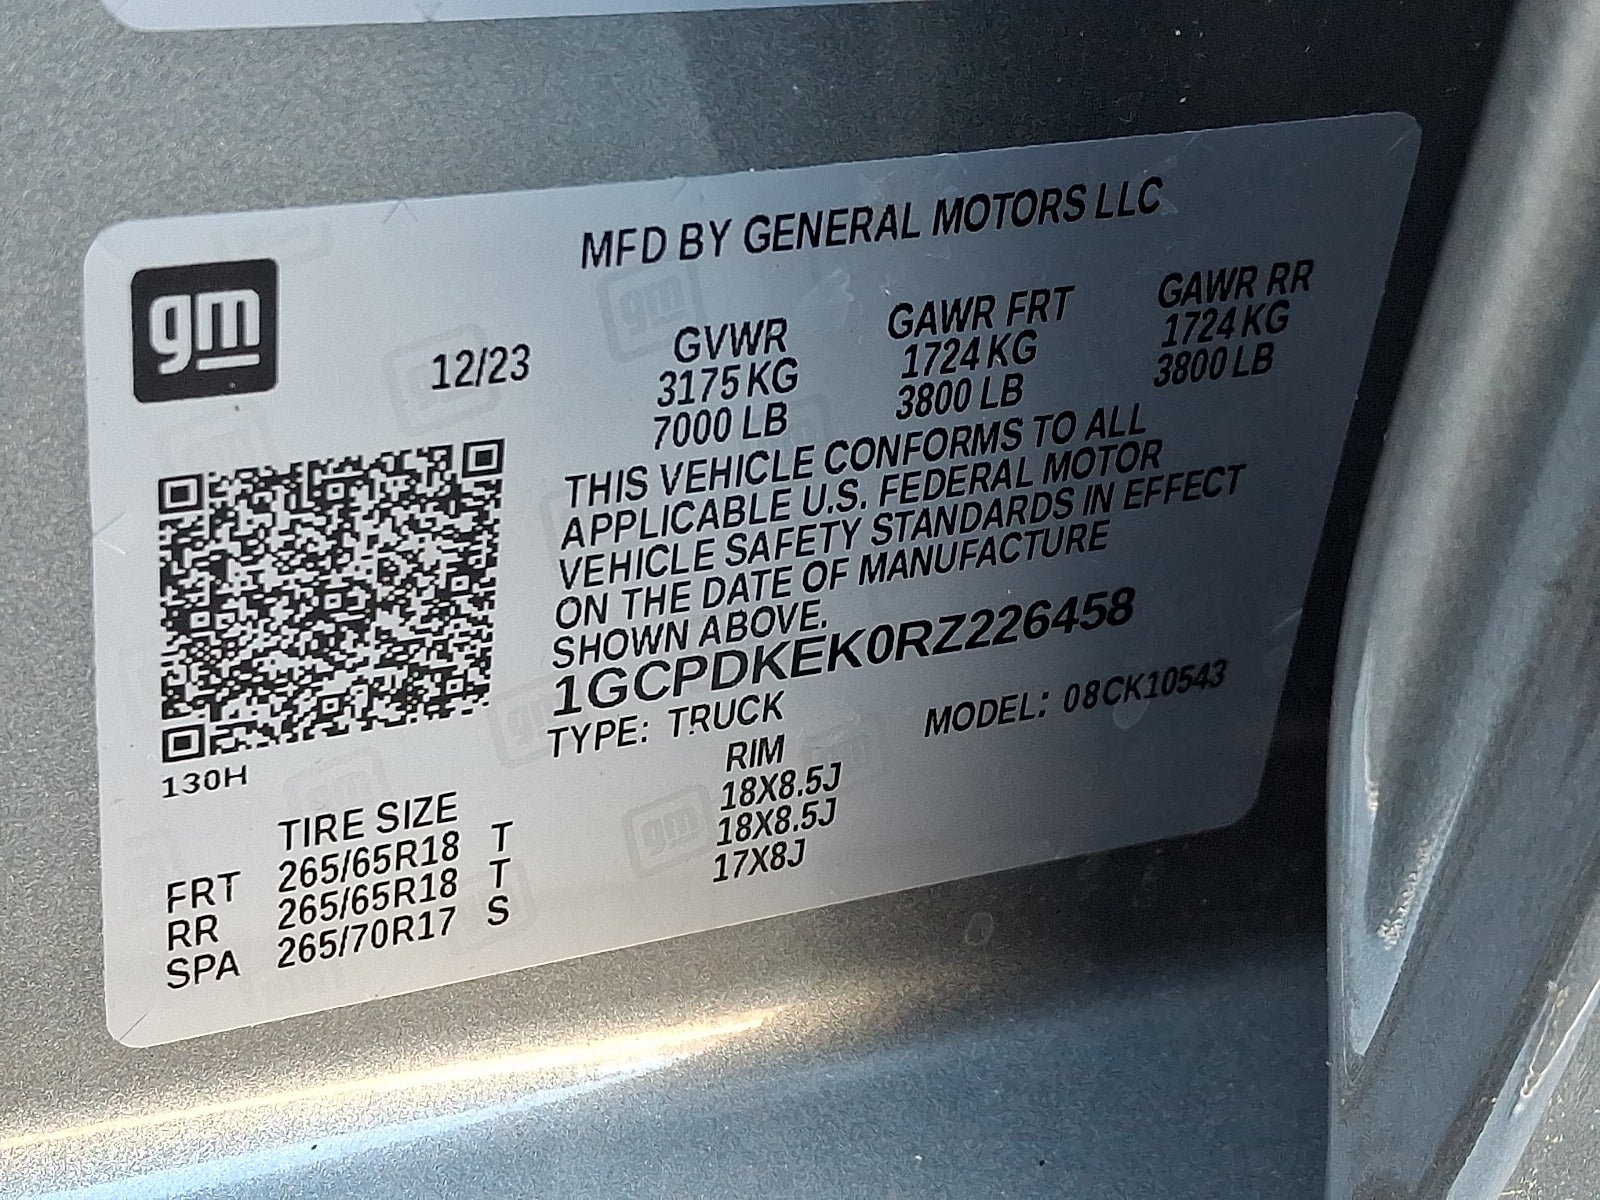 MFD BY GENERAL MOTORS LLC
gm
12/23
GVWR GAWR FRT GAWR RR
3175 KG 1724 KG 1724 KG
7000 LB 3800 LB 3800 LB
THIS VEHICLE CONFORMS TO ALL
APPLICABLE U.S. FEDERAL MOTOR
VEHICLE SAFETY STANDARDS IN EFFECT
ON THE DATE OF MANUFACTURE
SHOWN ABOVE.
1GCPDKEK0RZ226458
TYPE: TRUCK MODEL: 08CK10543
130H
TIRE SIZE RIM
FRT 265/65R18 T 18X8.5J
RR 265/65R18 T 18X8.5J
SPA 265/70R17 S 17X8J